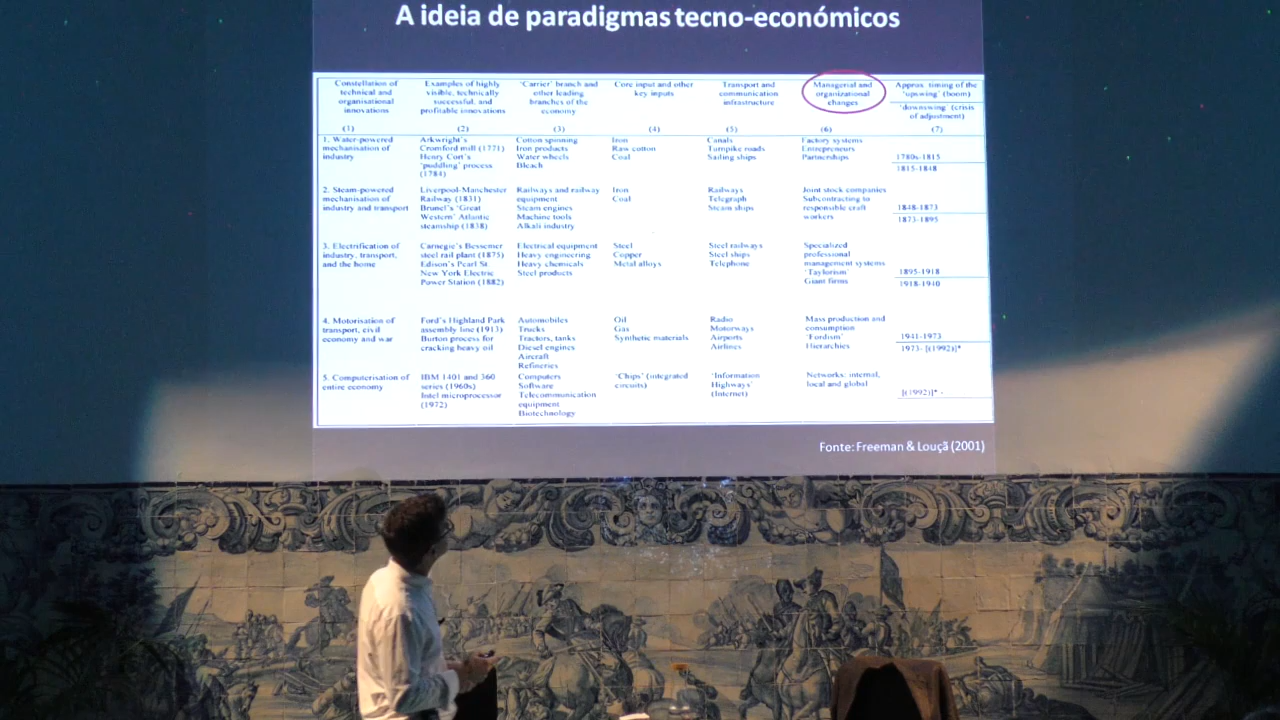 A ideia de paradigmas tecno-económicos
Constellation of
technical and
organisational
innovations
(1)
Examples of highly
visible, technically
successful, and
profitable innovations
(2)
'Carrier' branch and
other leading
branches of the
economy
(3)
Core input and other
key inputs
(4)
Transport and
communication
infrastructure
(5)
Managerial and
organizational
changes
(6)
Approx. timing of the
'upswing' (boom)
'downswing' (crisis
of adjustment)
(7)
1. Water-powered
mechanisation of
industry
Arkwright's
Cromford mill (1771)
Henry Cort's
'puddling' process
(1784)
Cotton spinning
Iron products
Water wheels
Bleach
Iron
Raw cotton
Coal
Canals
Turnpike roads
Sailing ships
Factory systems
Entrepreneurs
Partnerships
1780s-1815
1815-1848
2. Steam-powered
mechanisation of
industry and transport
Liverpool-Manchester
Railway (1831)
Brunel's 'Great
Western' Atlantic
steamship (1838)
Railways and railway
equipment
Steam engines
Machine tools
Alkali industry
Iron
Coal
Railways
Telegraph
Steam ships
Joint stock companies
Subcontracting to
responsible craft
workers
1848-1873
1873-1895
3. Electrification of
industry, transport,
and the home
Carnegie's Bessemer
steel rail plant (1875)
Edison's Pearl St
New York Electric
Power Station (1882)
Electrical equipment
Heavy engineering
Heavy chemicals
Steel products
Steel
Copper
Metal alloys
Steel railways
Steel ships
Telephone
Specialized
professional
management systems
'Taylorism'
Giant firms
1895-1918
1918-1940
4. Motorisation of
transport, civil
economy and war
Ford's Highland Park
assembly line (1913)
Burton process for
cracking heavy oil
Automobiles
Trucks
Tractors, tanks
Diesel engines
Aircraft
Refineries
Oil
Gas
Synthetic materials
Radio
Motorways
Airports
Airlines
Mass production and
consumption
'Fordism'
Hierarchies
1941-1973
1973- [(1992)]*
5. Computerisation of
entire economy
IBM 1401 and 360
series (1960s)
Intel microprocessor
(1972)
Computers
Software
Telecommunication
equipment
Biotechnology
'Chips' (integrated
circuits)
'Information
Highways'
(Internet)
Networks: internal,
local and global
[(1992)]* -
Fonte: Freeman & Louçã (2001)